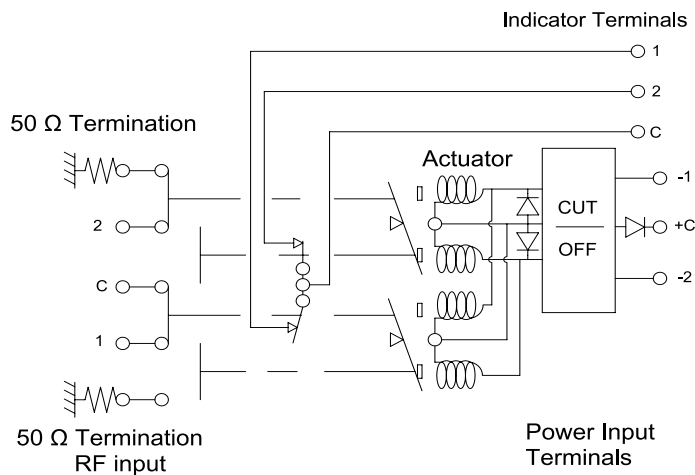 Indicator Terminals
1
2
C
50 Ω Termination
Actuator
2
C
1
CUT
OFF
-1
+C
-2
50 Ω Termination
RF input
Power Input
Terminals